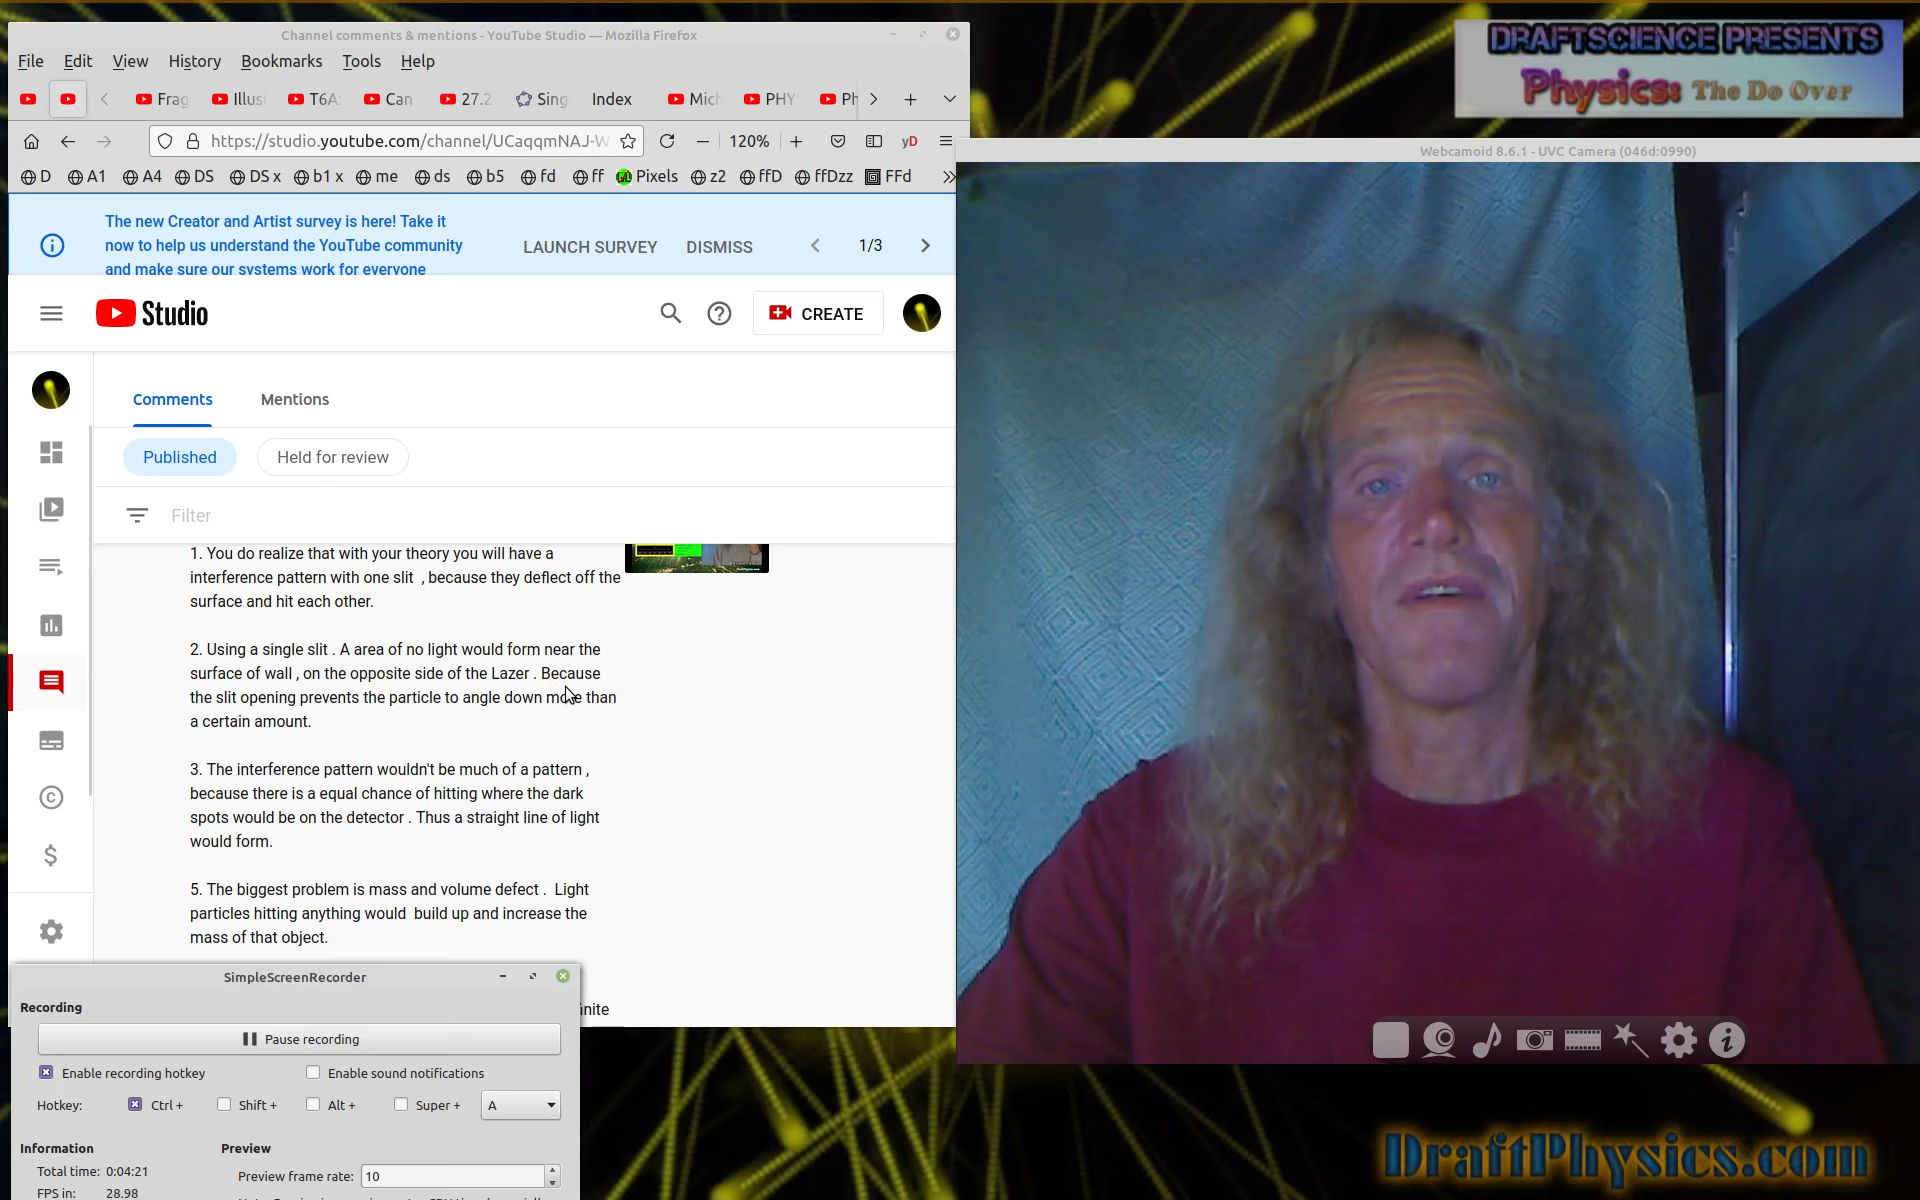 Channel comments & mentions - YouTube Studio — Mozilla Firefox
File Edit View History Bookmarks Tools Help
Frag Illus T6A: Can 27.2 Sing Index Mich PHY Ph
https://studio.youtube.com/channel/UCaqqmNAJ-W 120% yD
D A1 A4 DS DS x b1 x me ds b5 fd ff Pixels z2 ffD ffDzz FFd
The new Creator and Artist survey is here! Take it
now to help us understand the YouTube community
and make sure our systems work for everyone
LAUNCH SURVEY DISMISS 1/3
Studio CREATE
Comments Mentions
Published Held for review
Filter
1. You do realize that with your theory you will have a
interference pattern with one slit , because they deflect off the
surface and hit each other.
2. Using a single slit . A area of no light would form near the
surface of wall , on the opposite side of the Lazer . Because
the slit opening prevents the particle to angle down more than
a certain amount.
3. The interference pattern wouldn't be much of a pattern ,
because there is a equal chance of hitting where the dark
spots would be on the detector . Thus a straight line of light
would form.
5. The biggest problem is mass and volume defect . Light
particles hitting anything would build up and increase the
mass of that object.
SimpleScreenRecorder
Recording
Pause recording
Enable recording hotkey Enable sound notifications
Hotkey: Ctrl + Shift + Alt + Super + A
Information Preview
Total time: 0:04:21
Preview frame rate: 10
FPS in: 28.98
DRAFTSCIENCE PRESENTS
Physics: The Do Over
Webcamoid 8.6.1 - UVC Camera (046d:0990)
DraftPhysics.com